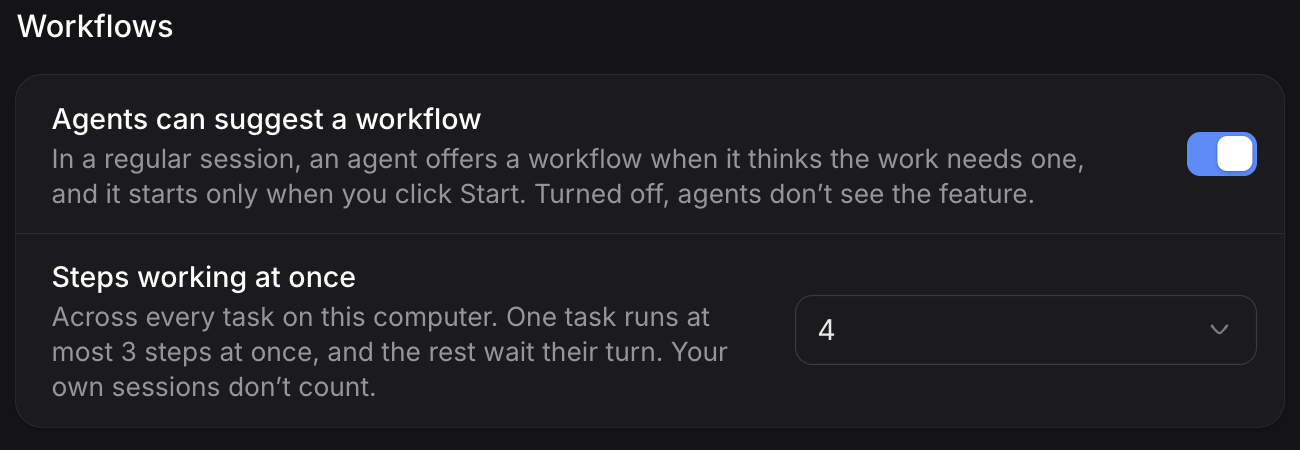 Workflows
Agents can suggest a workflow
In a regular session, an agent offers a workflow when it thinks the work needs one,
and it starts only when you click Start. Turned off, agents don’t see the feature.
Steps working at once
Across every task on this computer. One task runs at
most 3 steps at once, and the rest wait their turn. Your
own sessions don’t count.
4